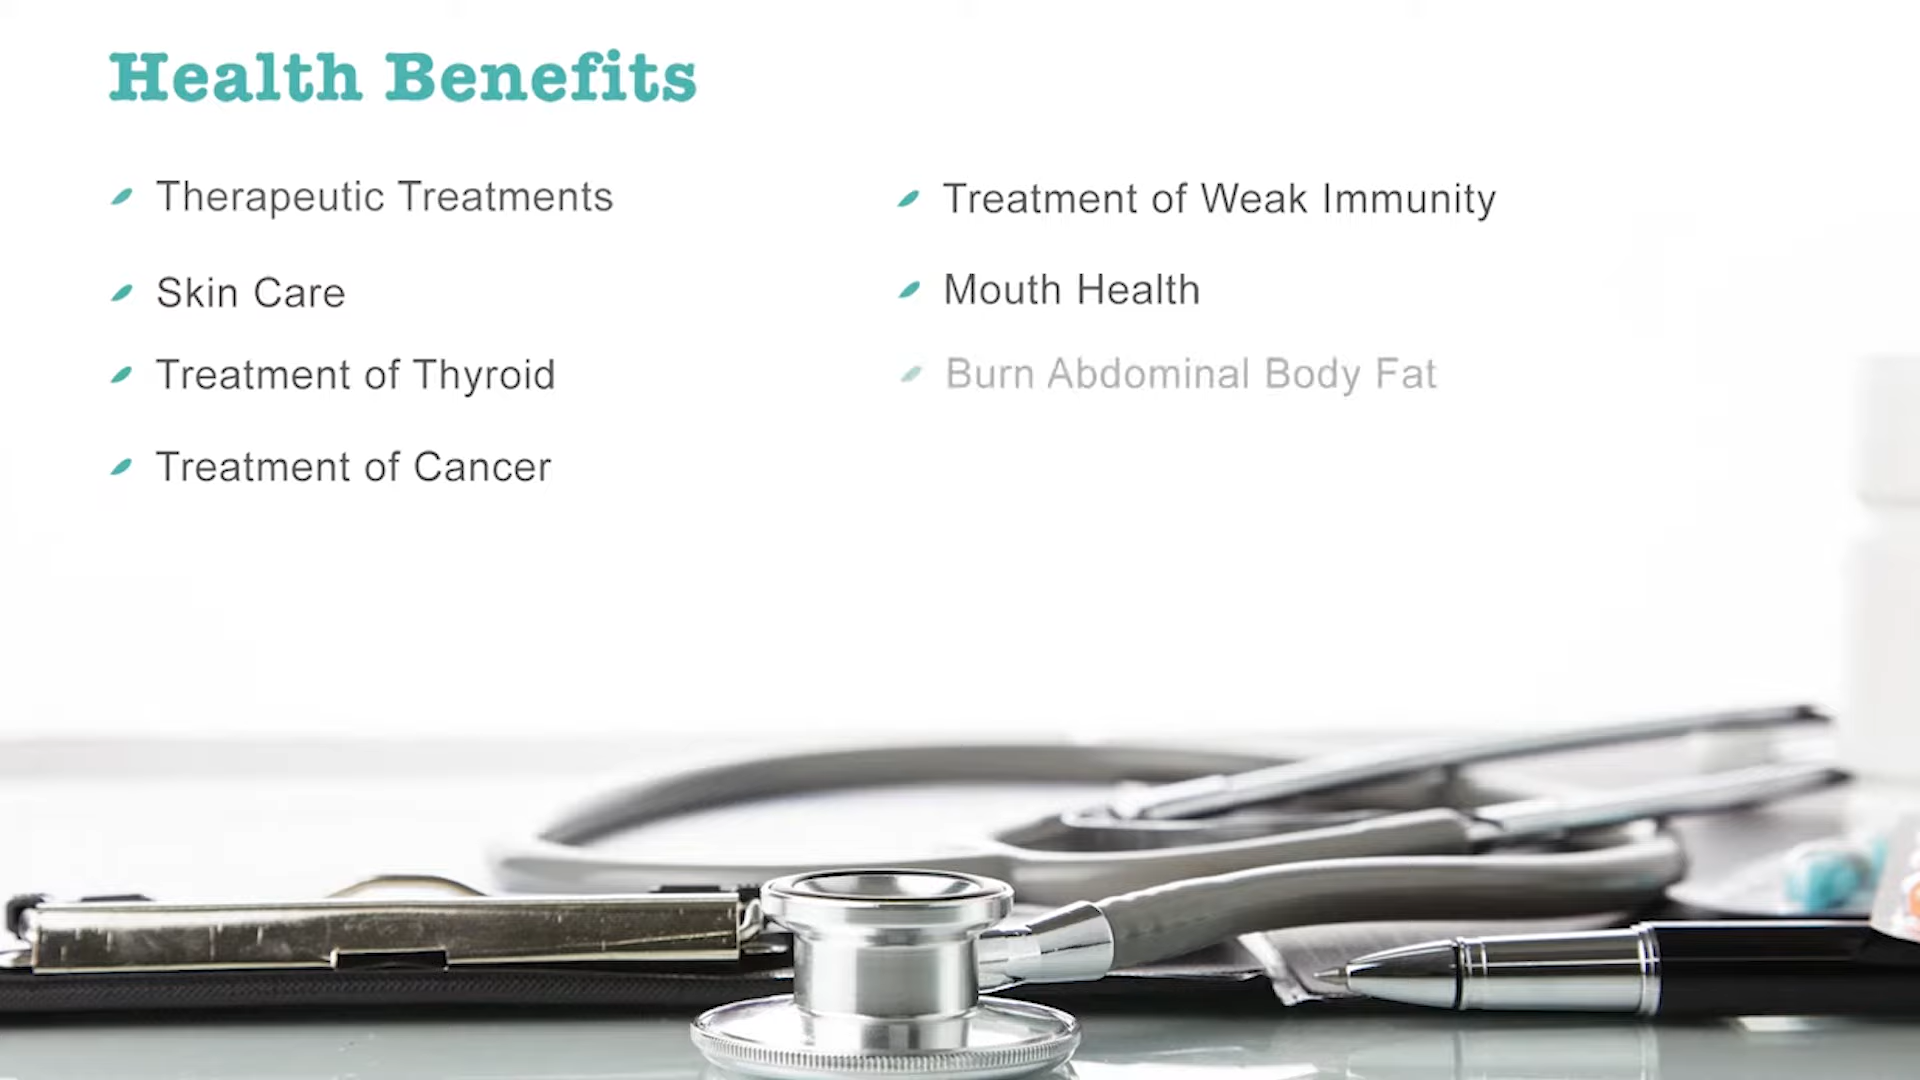 Health Benefits
Therapeutic Treatments
Skin Care
Treatment of Thyroid
Treatment of Cancer
Treatment of Weak Immunity
Mouth Health
Burn Abdominal Body Fat